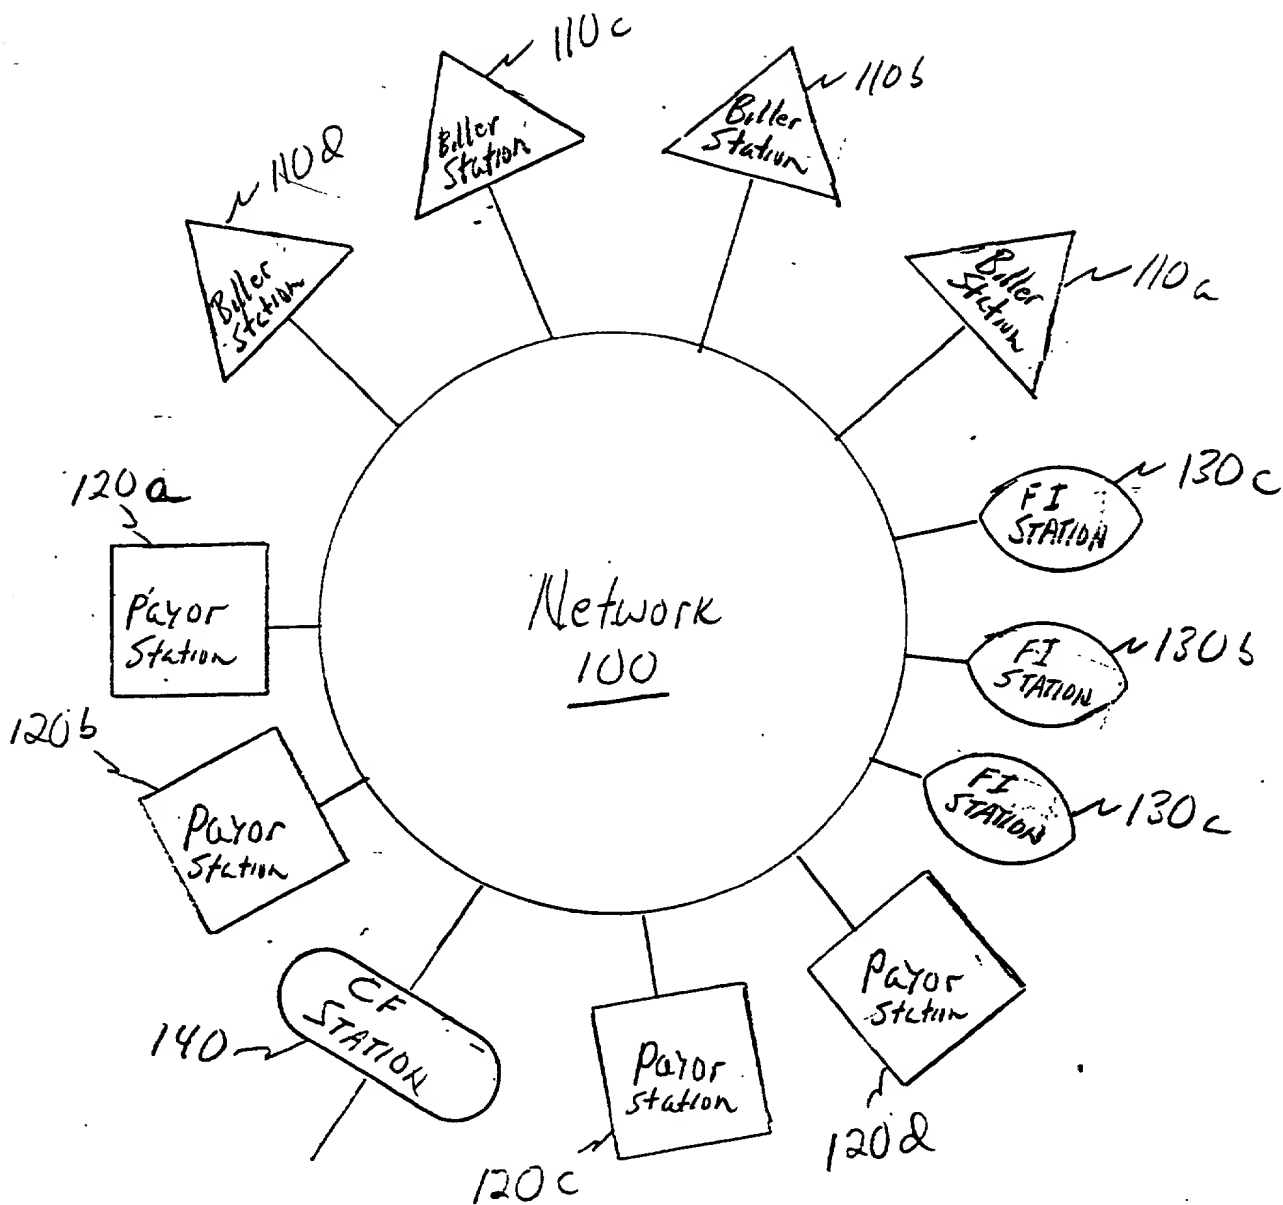 110c
110b
Biller
Station
Biller
Station
110d
Biller
Station
110a
Biller
Station
130c
FI
STATION
120a
Payor
Station
Network
100
130b
FI
STATION
120b
Payor
Station
FI
STATION
130c
CF
STATION
140
Payor
Station
Payor
Station
120d
120c